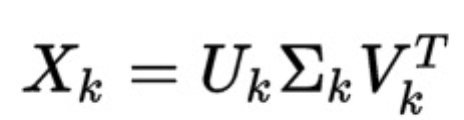 X_k = U_k Σ_k V_k^T